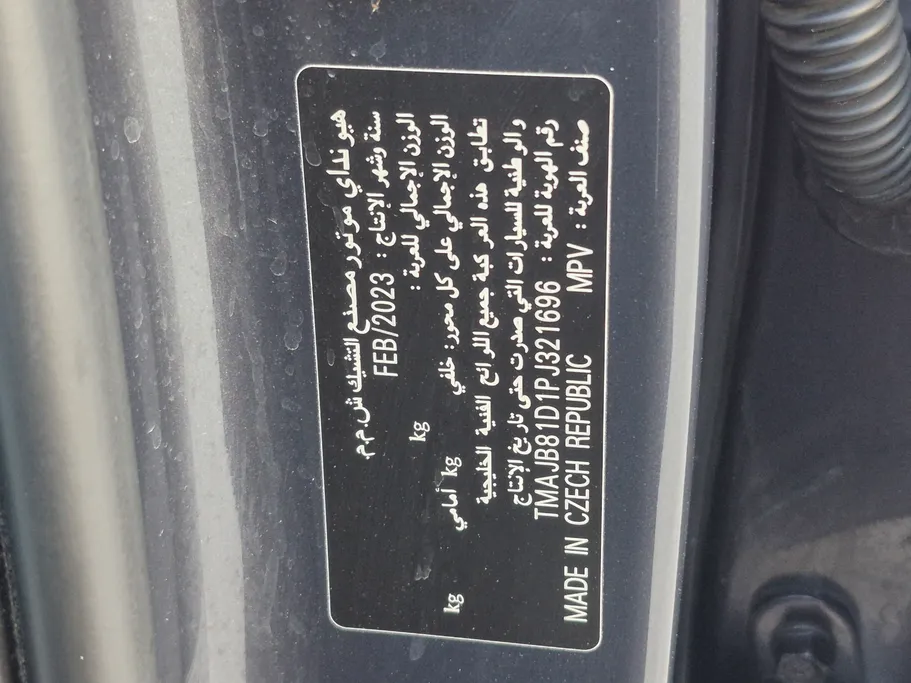 هيونداي موتور مصنع التشيك ش.م.م.
سنة وشهر الإنتاج : FEB/2023
الوزن الإجمالي للعربة : kg
الوزن الإجمالي على كل محور: خلفي kg أمامي kg
تطابق هذه المركبة جميع اللوائح الفنية الخليجية
والوطنية للسيارات التي صدرت حتى تاريخ الإنتاج
رقم الهوية للعربة : TMAJB81D1PJ321696
صنف العربة : MPV MADE IN CZECH REPUBLIC